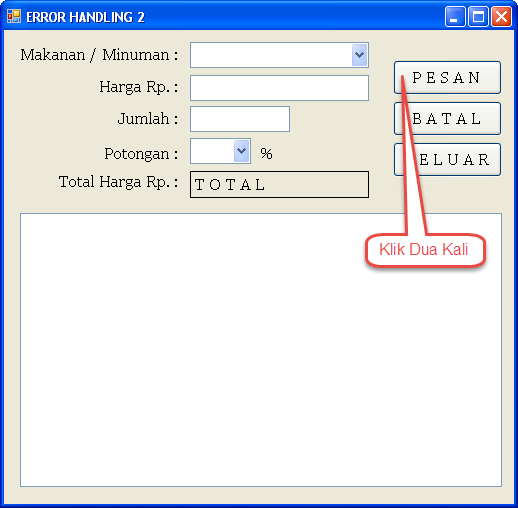 ERROR HANDLING 2
Makanan / Minuman :
Harga Rp. :
Jumlah :
Potongan : %
Total Harga Rp. : T O T A L
P E S A N
B A T A L
E L U A R
Klik Dua Kali